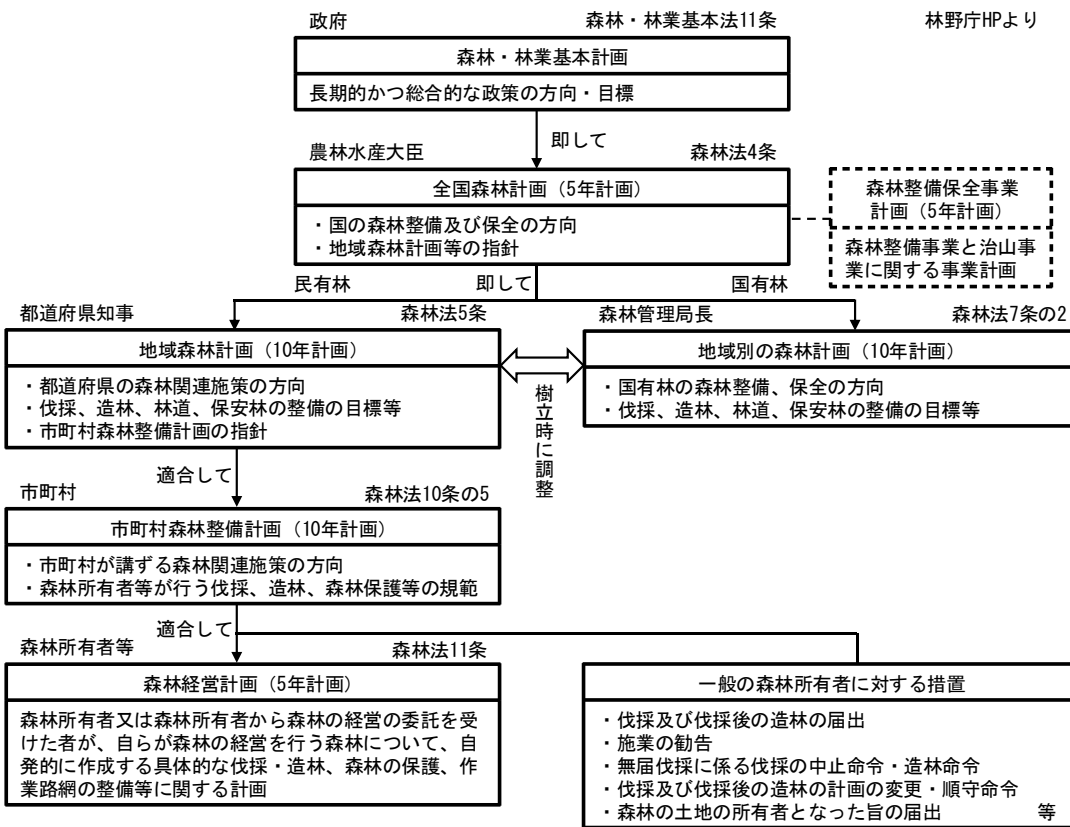 政府
森林・林業基本法11条
林野庁HPより
森林・林業基本計画
長期的かつ総合的な政策の方向・目標
即して
農林水産大臣
森林法4条
全国森林計画（5年計画）
・国の森林整備及び保全の方向
・地域森林計画等の指針
森林整備保全事業
計画（5年計画）
森林整備事業と治山事
業に関する事業計画
民有林
即して
国有林
都道府県知事
森林法5条
地域森林計画（10年計画）
・都道府県の森林関連施策の方向
・伐採、造林、林道、保安林の整備の目標等
・市町村森林整備計画の指針
樹立時に調整
森林管理局長
森林法7条の2
地域別の森林計画（10年計画）
・国有林の森林整備、保全の方向
・伐採、造林、林道、保安林の整備の目標等
適合して
市町村
森林法10条の5
市町村森林整備計画（10年計画）
・市町村が講ずる森林関連施策の方向
・森林所有者等が行う伐採、造林、森林保護等の規範
適合して
森林所有者等
森林法11条
森林経営計画（5年計画）
森林所有者又は森林所有者から森林の経営の委託を受
けた者が、自らが森林の経営を行う森林について、自
発的に作成する具体的な伐採・造林、森林の保護、作
業路網の整備等に関する計画
一般の森林所有者に対する措置
・伐採及び伐採後の造林の届出
・施業の勧告
・無届伐採に係る伐採の中止命令・造林命令
・伐採及び伐採後の造林の計画の変更・順守命令
・森林の土地の所有者となった旨の届出　等